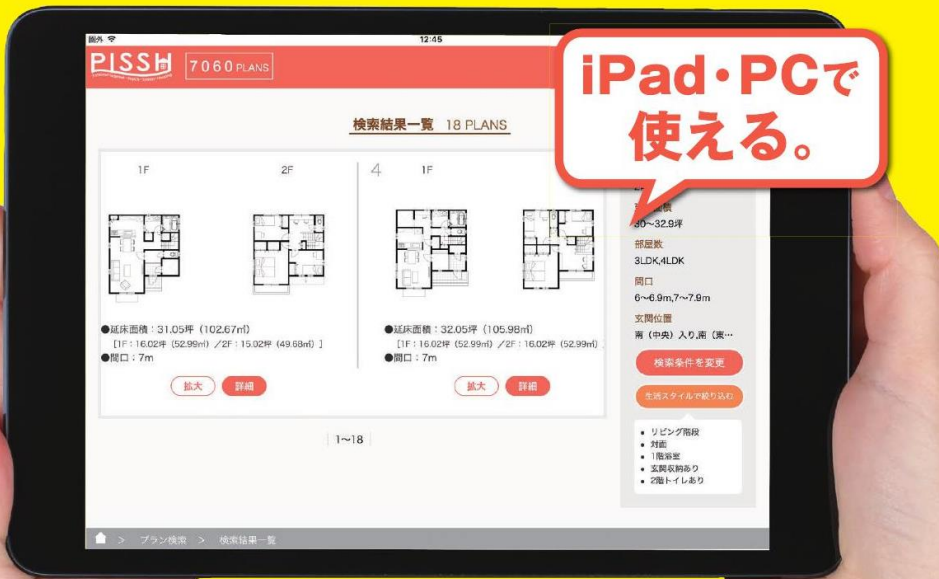 圏外
12:45
PISSH
7060 PLANS
iPad・PCで
使える。
検索結果一覧 18 PLANS
1F
2F
4
1F
●延床面積：31.05坪（102.67㎡）
［1F：16.02坪（52.99㎡）／2F：15.02坪（49.68㎡）］
●間口：7m
拡大
詳細
●延床面積：32.05坪（105.98㎡）
［1F：16.02坪（52.99㎡）／2F：16.02坪（52.99㎡）
●間口：7m
拡大
詳細
1〜18
30〜32.9坪
部屋数
3LDK,4LDK
間口
6〜6.9m,7〜7.9m
玄関位置
南（中央）入り,南（東…
検索条件を変更
生活スタイルで絞り込む
• リビング階段
• 対面
• 1階浴室
• 玄関収納あり
• 2階トイレあり
> プラン検索 > 検索結果一覧